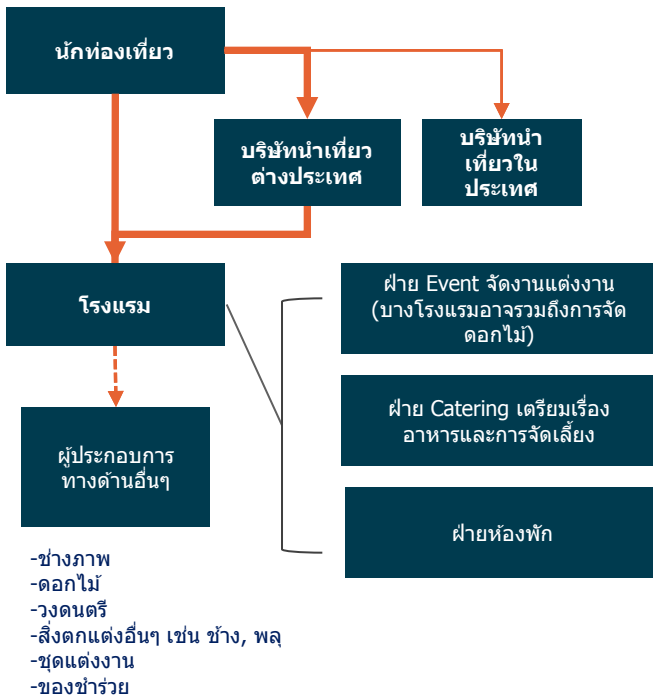 นักท่องเที่ยว
บริษัทนำเที่ยว
ต่างประเทศ
บริษัทนำ
เที่ยวใน
ประเทศ
โรงแรม
ฝ่าย Event จัดงานแต่งงาน
(บางโรงแรมอาจรวมถึงการจัด
ดอกไม้)
ฝ่าย Catering เตรียมเรื่อง
อาหารและการจัดเลี้ยง
ฝ่ายห้องพัก
ผู้ประกอบการ
ทางด้านอื่นๆ
-ช่างภาพ
-ดอกไม้
-วงดนตรี
-สิ่งตกแต่งอื่นๆ เช่น ช้าง, พลุ
-ชุดแต่งงาน
-ของชำร่วย